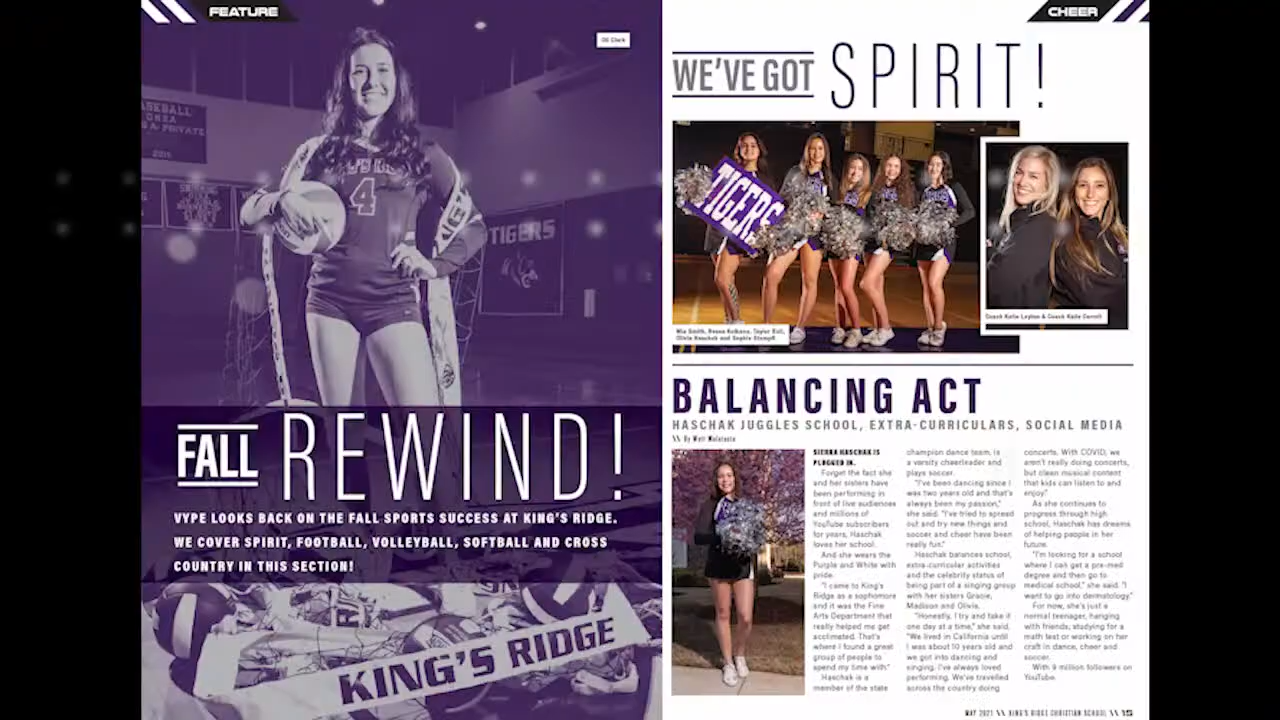 FEATURE
DE Clark
BASEBALL
GHSA
A-PRIVATE
2015
4
TIGERS
FALL REWIND!
VYPE LOOKS BACK ON THE FALL SPORTS SUCCESS AT KING'S RIDGE.
WE COVER SPIRIT, FOOTBALL, VOLLEYBALL, SOFTBALL AND CROSS
COUNTRY IN THIS SECTION!
KING'S RIDGE
CHEER
WE'VE GOT SPIRIT!
TIGERS
Olivia Haschak and Sophie Stumpff
Coach Katie Layton & Coach Katie Carroll
BALANCING ACT
HASCHAK JUGGLES SCHOOL, EXTRA-CURRICULARS, SOCIAL MEDIA
\\ By Matt Malatesta
SIERRA HASCHAK IS
PLUGGED IN.
Forget the fact she
and her sisters have
been performing in
front of live audiences
and millions of
YouTube subscribers
for years, Haschak
loves her school.
And she wears the
Purple and White with
pride.
"I came to King's
Ridge as a sophomore
and it was the Fine
Arts Department that
really helped me get
acclimated. That's
where I found a great
group of people to
spend my time with."
Haschak is a
member of the state
champion dance team, is
a varsity cheerleader and
plays soccer.
"I've been dancing since I
was two years old and that's
always been my passion,"
she said. "I've tried to spread
out and try new things and
soccer and cheer have been
really fun."
Haschak balances school,
extra-curricular activities
and the celebrity status of
being part of a singing group
with her sisters Gracie,
Madison and Olivia.
"Honestly, I try and take it
one day at a time," she said.
"We lived in California until
I was about 10 years old and
we got into dancing and
singing. I've always loved
performing. We've travelled
across the country doing
concerts. With COVID, we
aren't really doing concerts,
but clean musical content
that kids can listen to and
enjoy."
As she continues to
progress through high
school, Haschak has dreams
of helping people in her
future.
"I'm looking for a school
where I can get a pre-med
degree and then go to
medical school," she said. "I
want to go into dermatology."
For now, she's just a
normal teenager, hanging
with friends, studying for a
math test or working on her
craft in dance, cheer and
soccer.
With 9 million followers on
YouTube.
MAY 2021 \\ KING'S RIDGE CHRISTIAN SCHOOL \\ 15